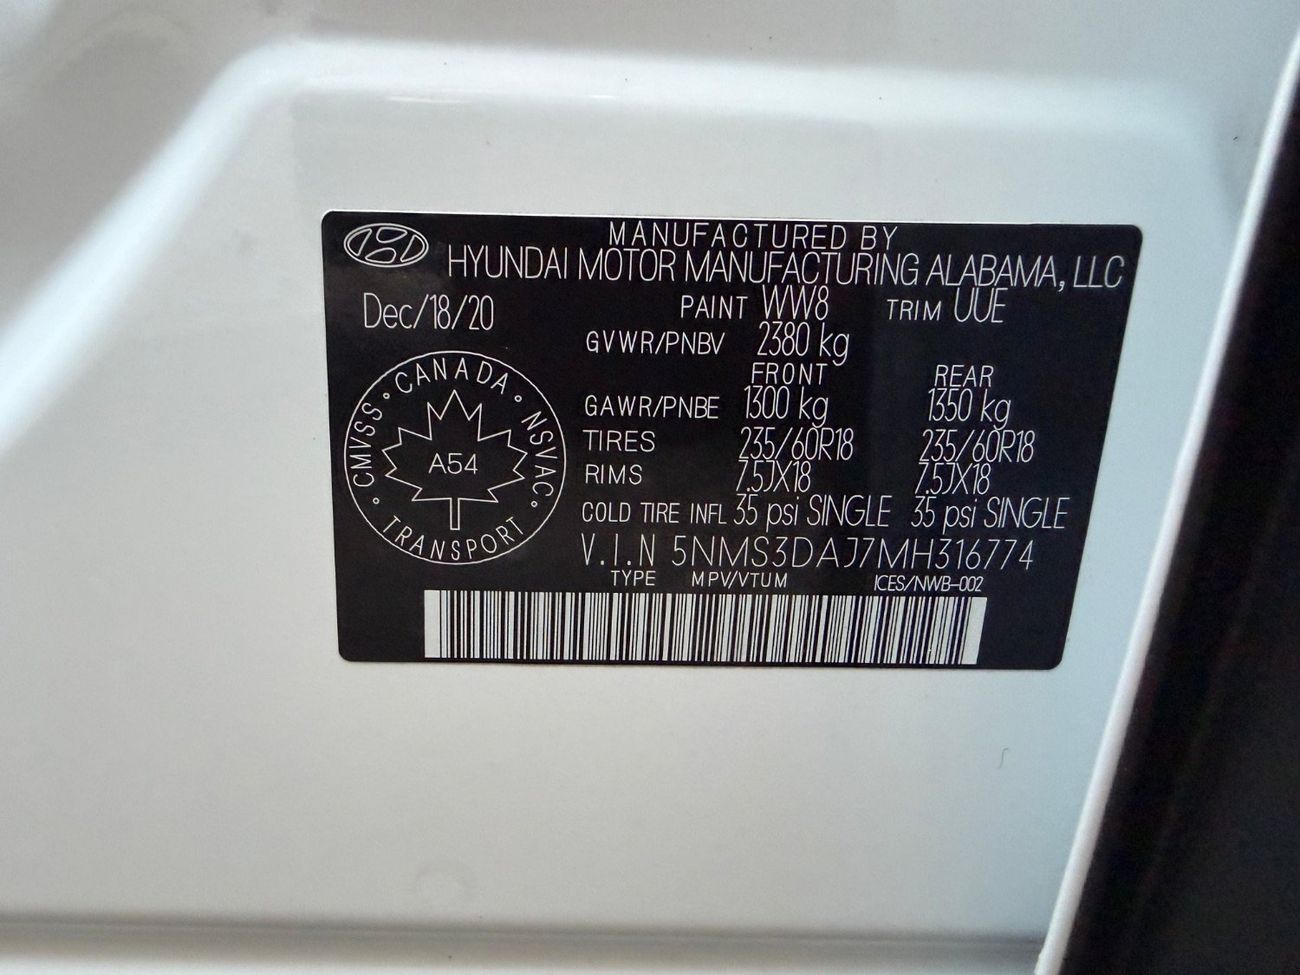 MANUFACTURED BY
HYUNDAI MOTOR MANUFACTURING ALABAMA, LLC
Dec/18/20 PAINT WW8 TRIM UUE
GVWR/PNBV 2380 kg
FRONT REAR
GAWR/PNBE 1300 kg 1350 kg
TIRES 235/60R18 235/60R18
RIMS 7.5JX18 7.5JX18
COLD TIRE INFL 35 psi SINGLE 35 psi SINGLE
V.I.N 5NMS3DAJ7MH316774
TYPE MPV/VTUM ICES/NWB-002
CMVSS • CANADA • NSVAC • TRANSPORT •
A54